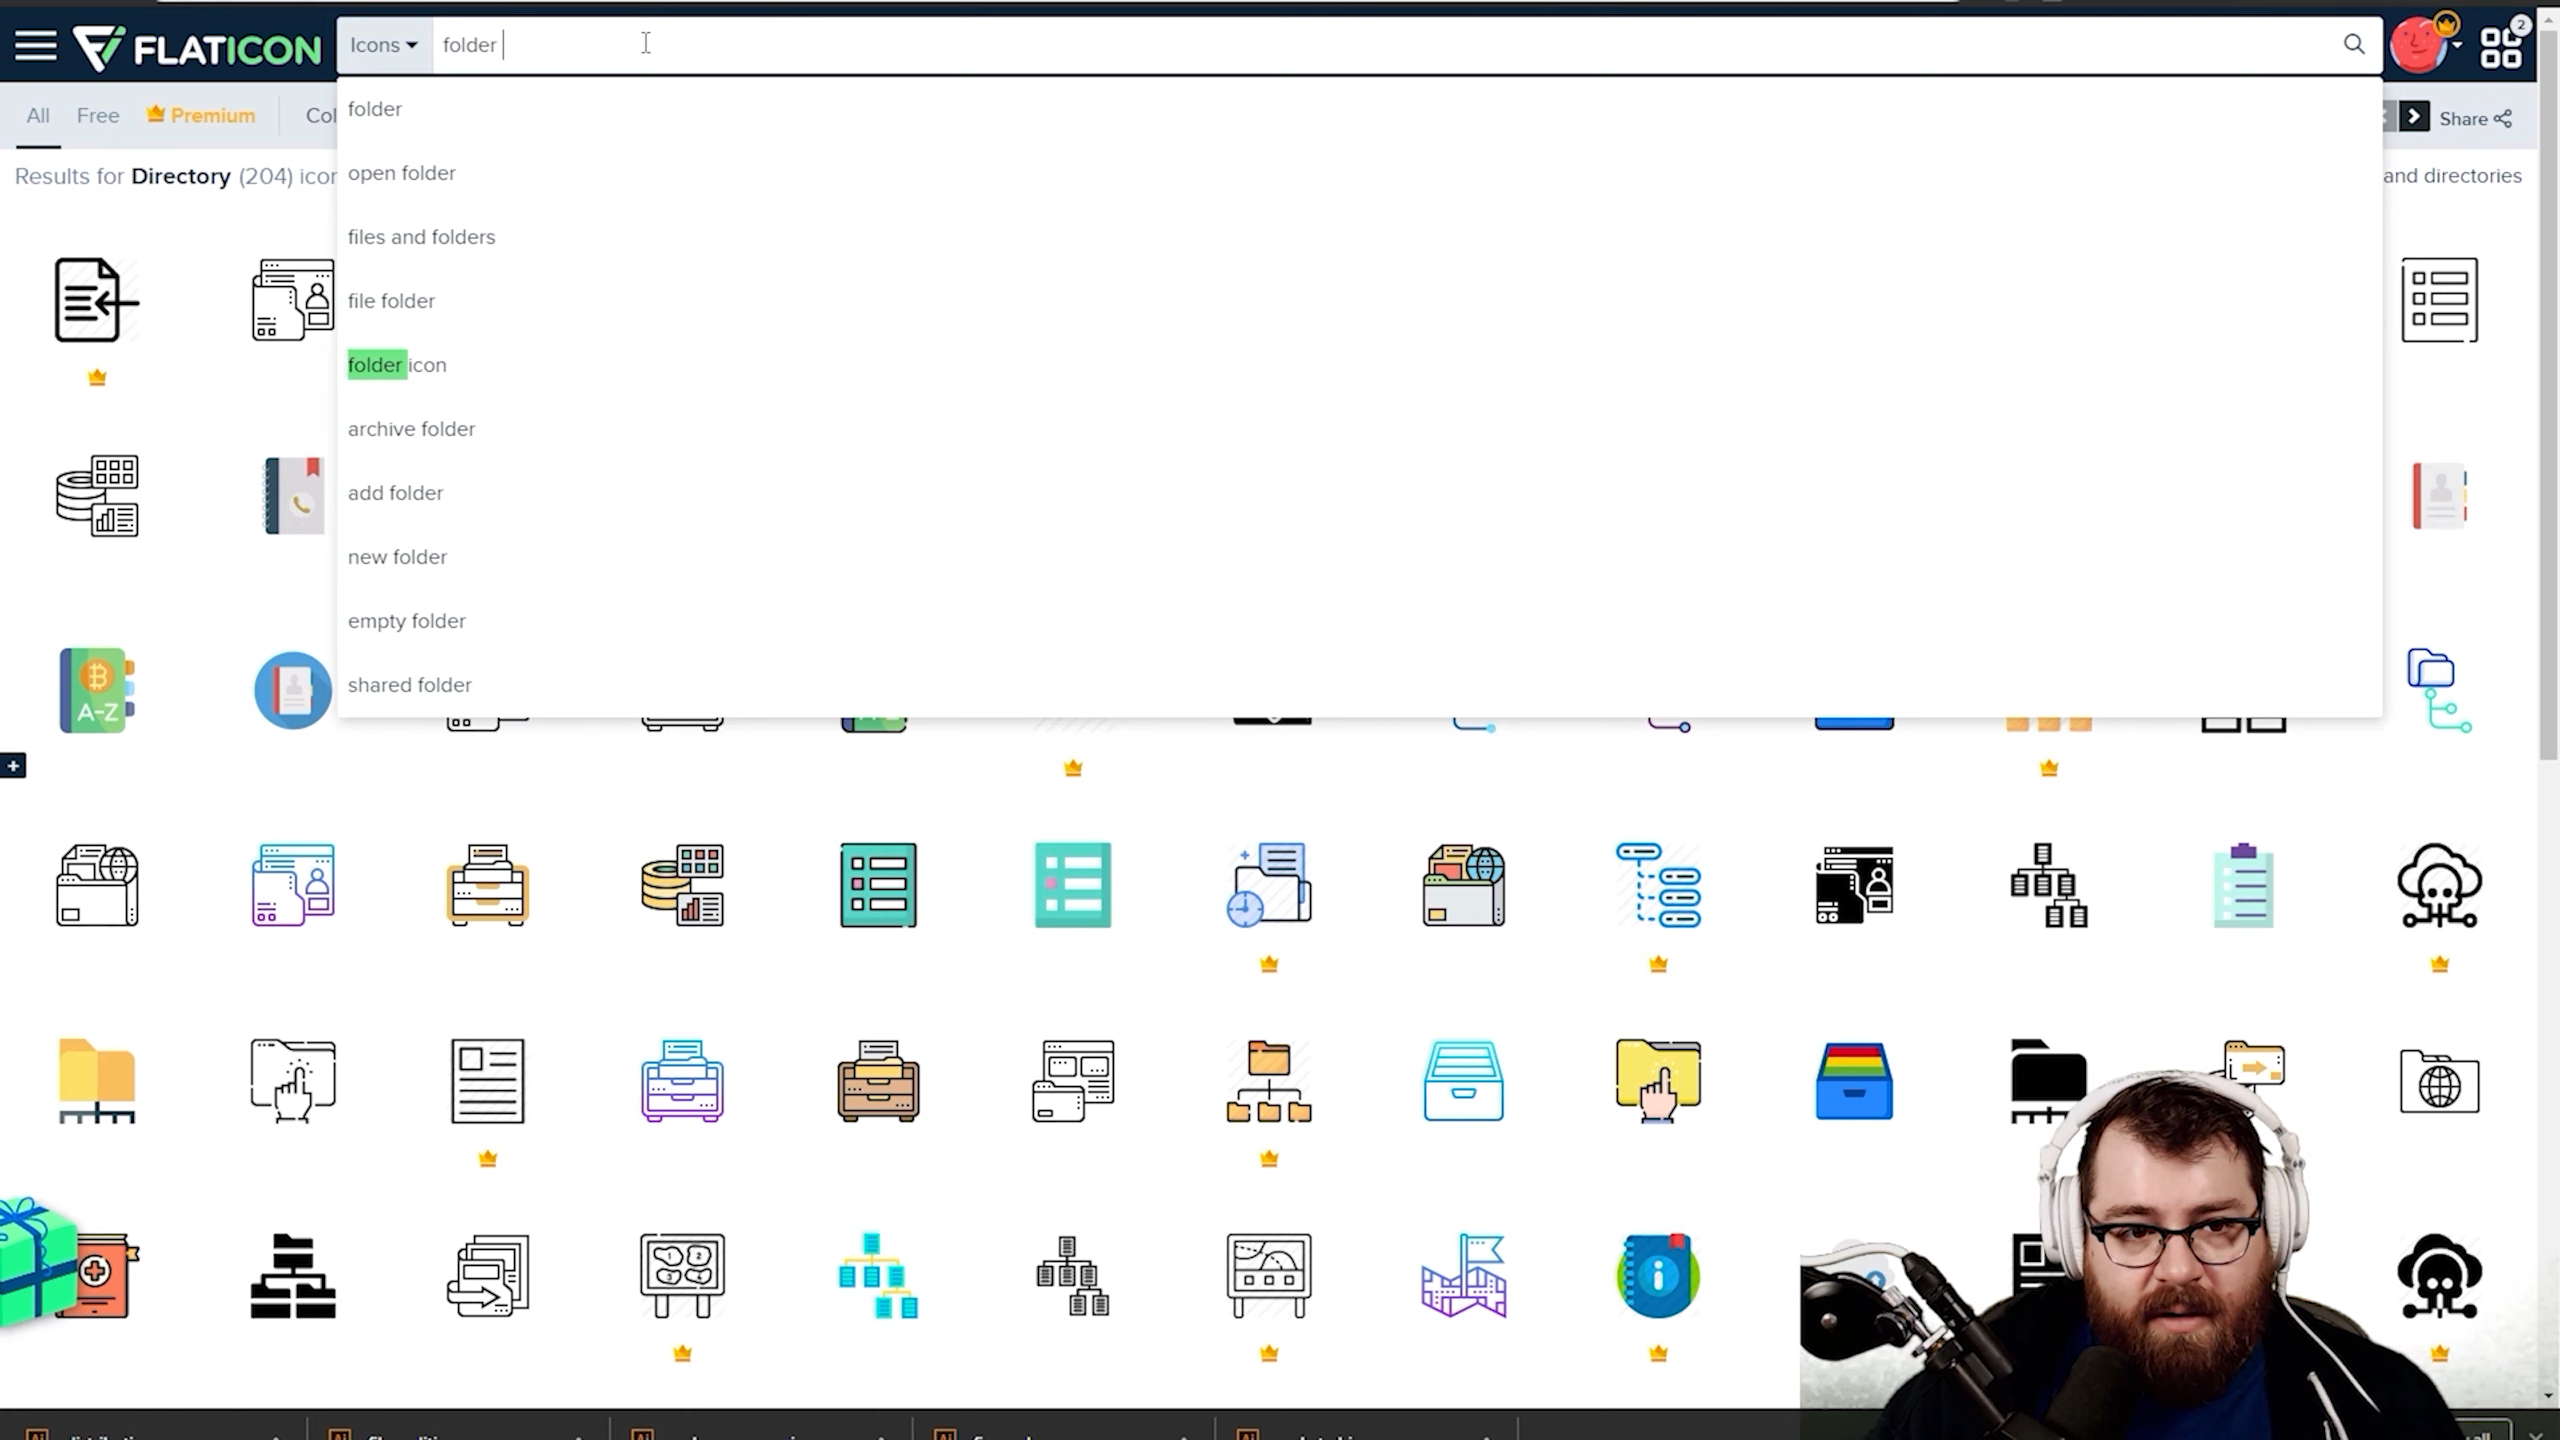 FLATICON
Icons
folder
2
All
Free
Premium
Col
Share
Results for Directory (204) icon
and directories
folder
open folder
files and folders
file folder
folder icon
archive folder
add folder
new folder
empty folder
shared folder
A-Z